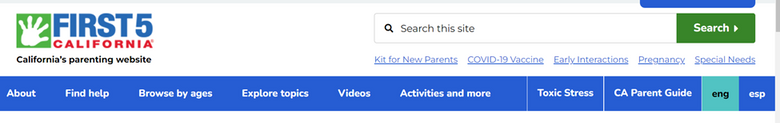 FIRST5
CALIFORNIA®
California's parenting website
Search this site
Search
Kit for New Parents COVID-19 Vaccine Early Interactions Pregnancy Special Needs
About Find help Browse by ages Explore topics Videos Activities and more Toxic Stress CA Parent Guide eng esp